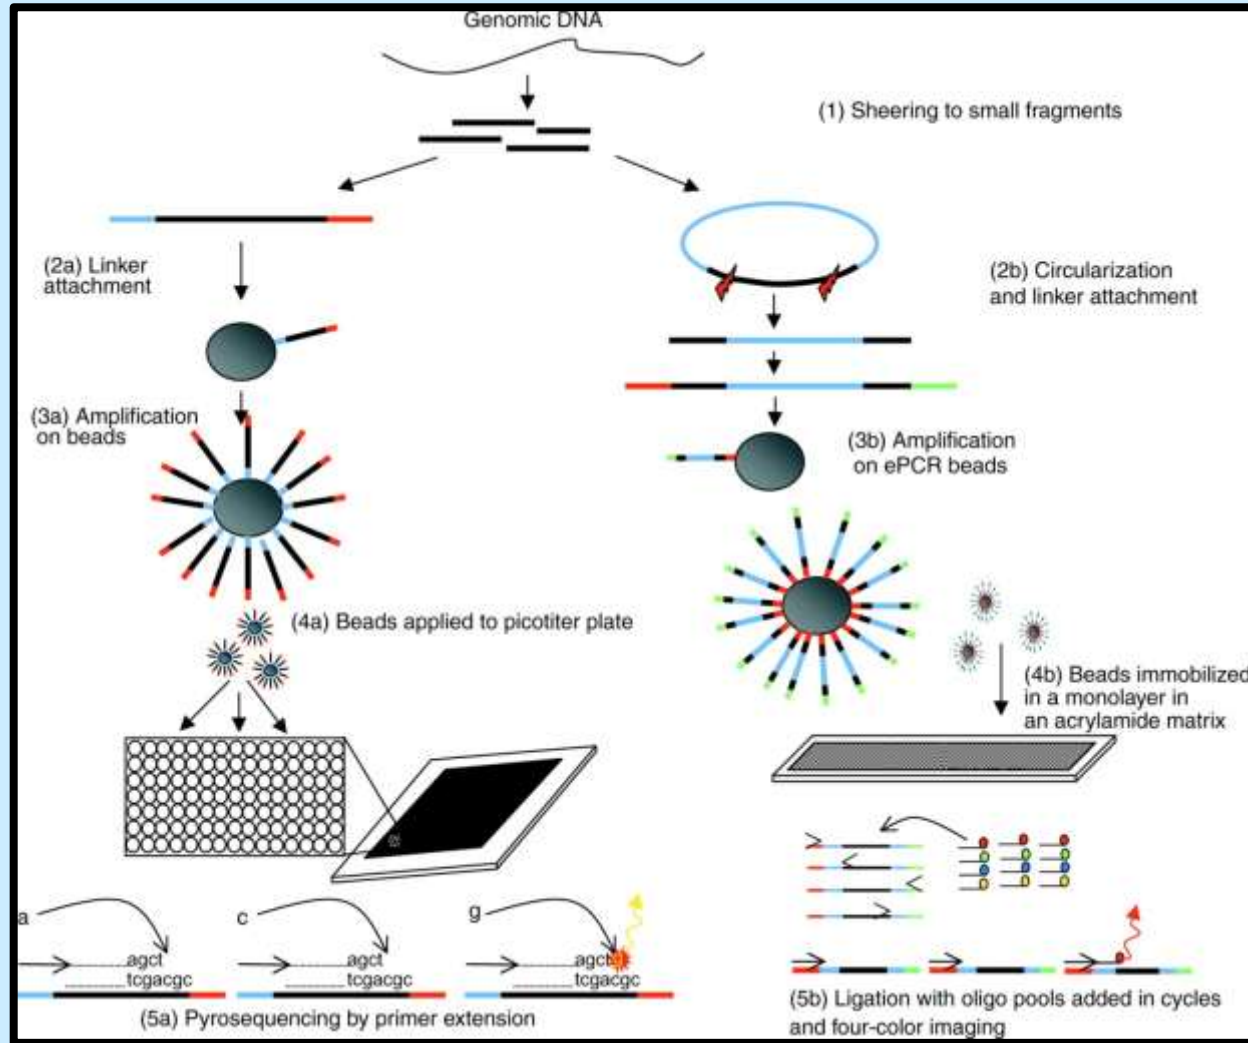 Genomic DNA
(1) Sheering to small fragments
(2a) Linker
attachment
(2b) Circularization
and linker attachment
(3a) Amplification
on beads
(3b) Amplification
on ePCR beads
(4a) Beads applied to picotiter plate
(4b) Beads immobilized
in a monolayer in
an acrylamide matrix
a
agct
tcgacgc
c
agct
tcgacgc
g
agct
tcgacgc
(5a) Pyrosequencing by primer extension
(5b) Ligation with oligo pools added in cycles
and four-color imaging